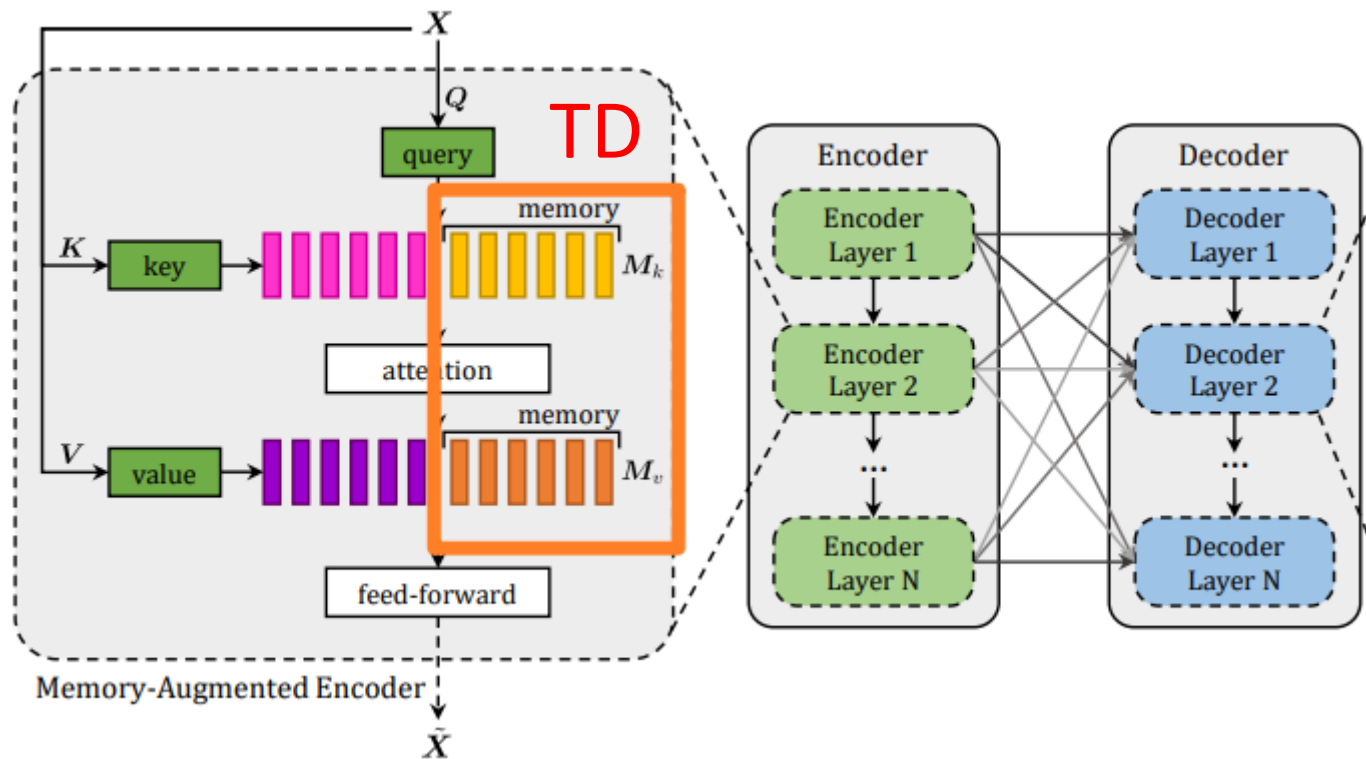 X
Q
TD
query
Encoder
Decoder
memory
K
key
M_k
Encoder
Layer 1
Decoder
Layer 1
attention
Encoder
Layer 2
Decoder
Layer 2
memory
V
value
M_v
...
...
feed-forward
Encoder
Layer N
Decoder
Layer N
Memory-Augmented Encoder
X̃